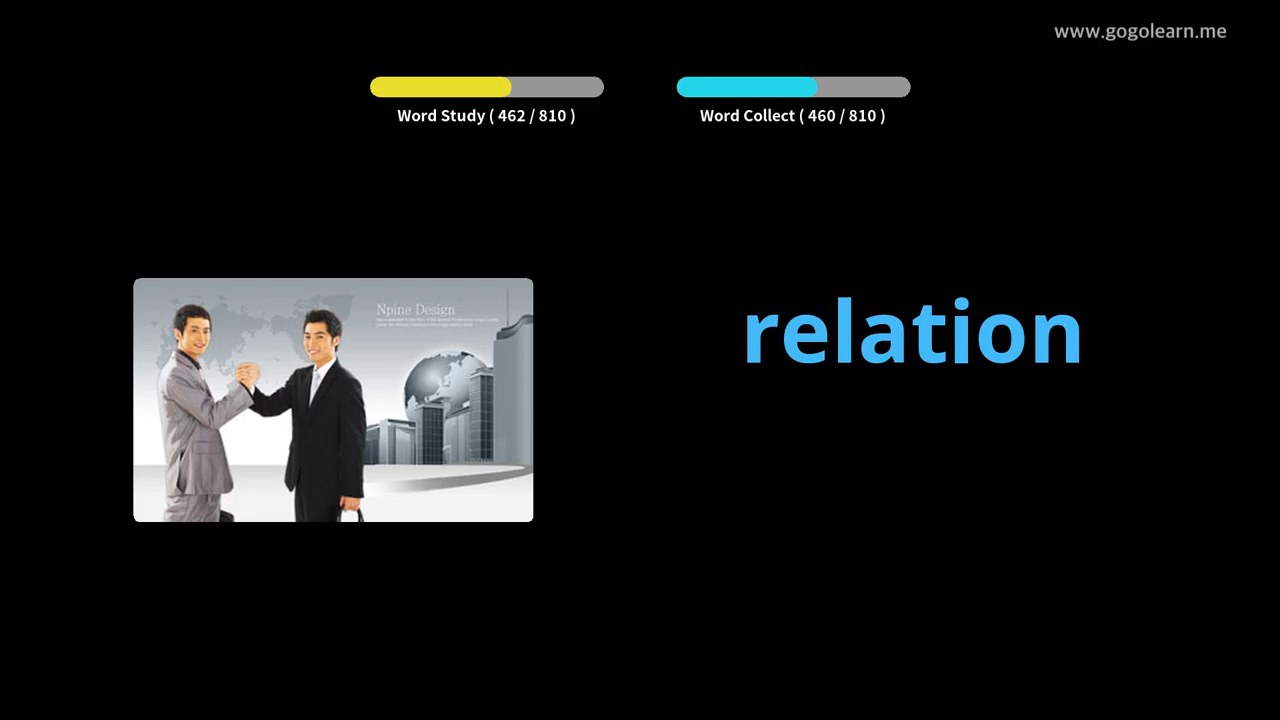 www.gogolearn.me
Word Study ( 462 / 810 )
Word Collect ( 460 / 810 )
Npine Design
relation